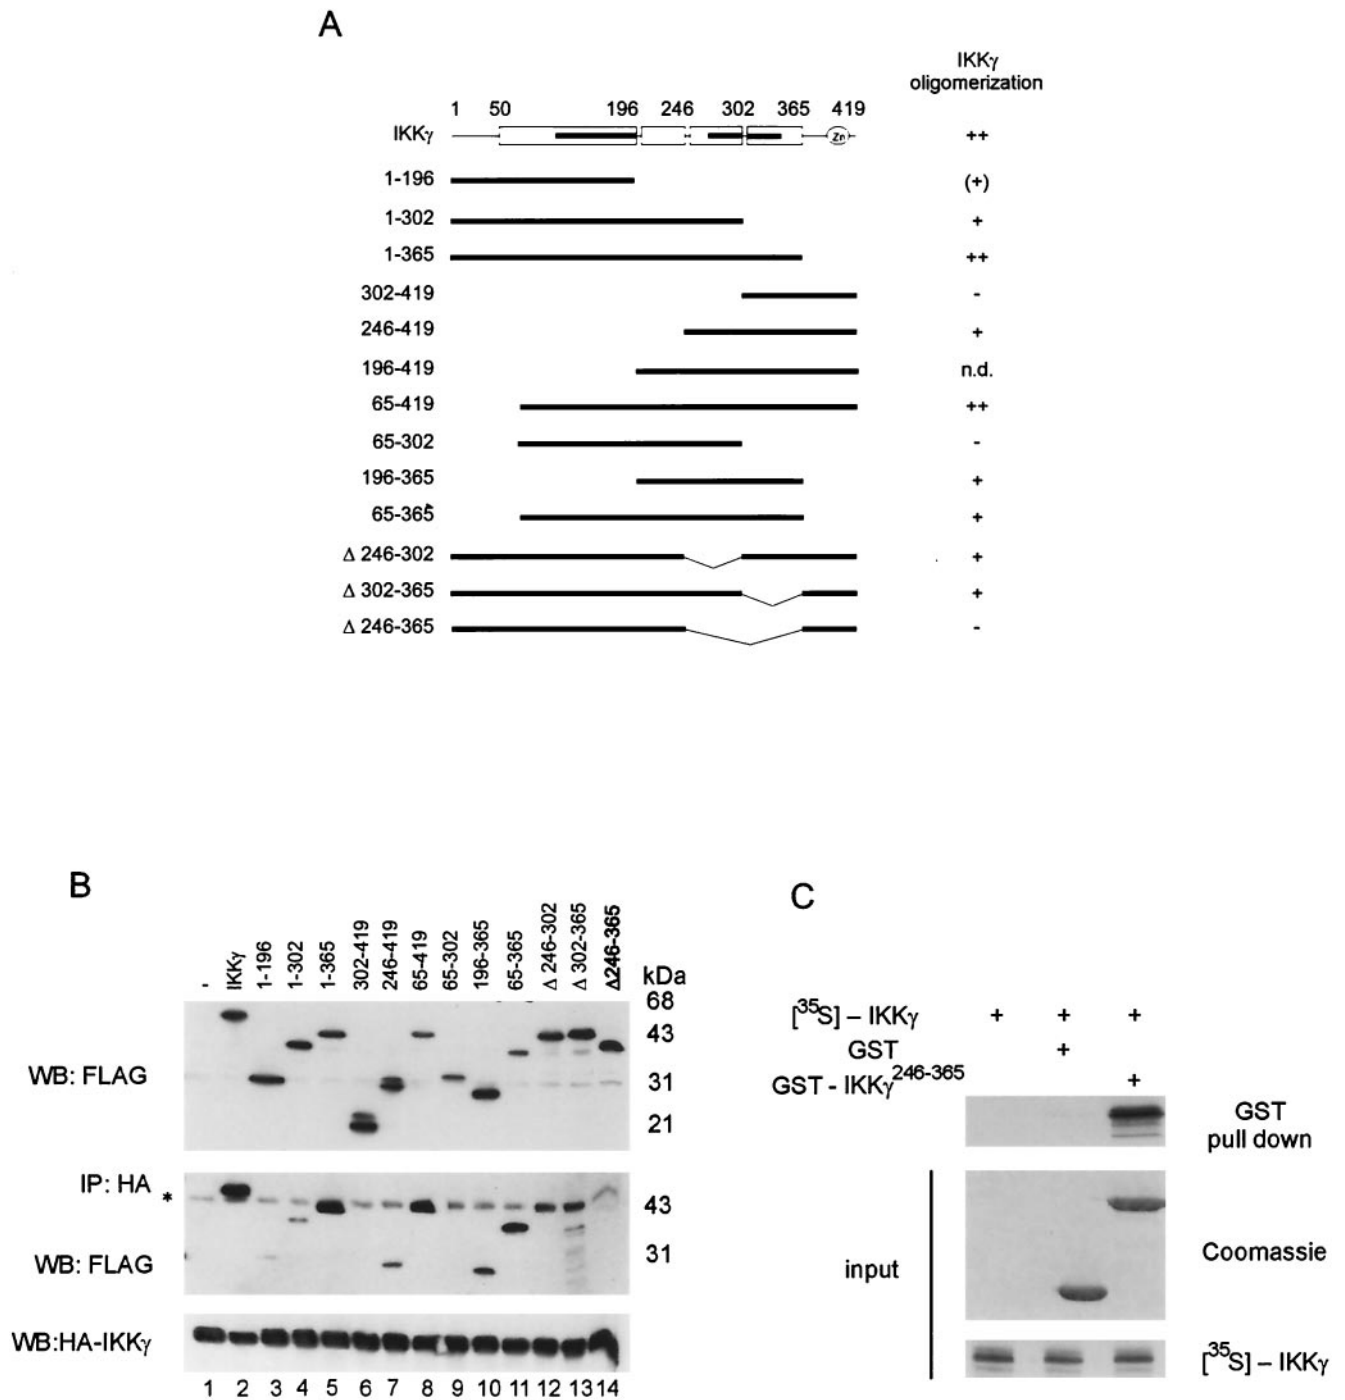 A
IKKγ
oligomerization
1 50 196 246 302 365 419
IKKγ Zn ++
1-196 (+)
1-302 +
1-365 ++
302-419 -
246-419 +
196-419 n.d.
65-419 ++
65-302 -
196-365 +
65-365 +
Δ 246-302 +
Δ 302-365 +
Δ 246-365 -
B
- IKKγ 1-196 1-302 1-365 302-419 246-419 65-419 65-302 196-365 65-365 Δ 246-302 Δ 302-365 Δ246-365
kDa
68
43
WB: FLAG 31
21
IP: HA
* 43
31
WB: FLAG
WB:HA-IKKγ
1 2 3 4 5 6 7 8 9 10 11 12 13 14
C
[35S] – IKKγ + + +
GST +
GST - IKKγ246-365 +
GST
pull down
input
Coomassie
[35S] – IKKγ